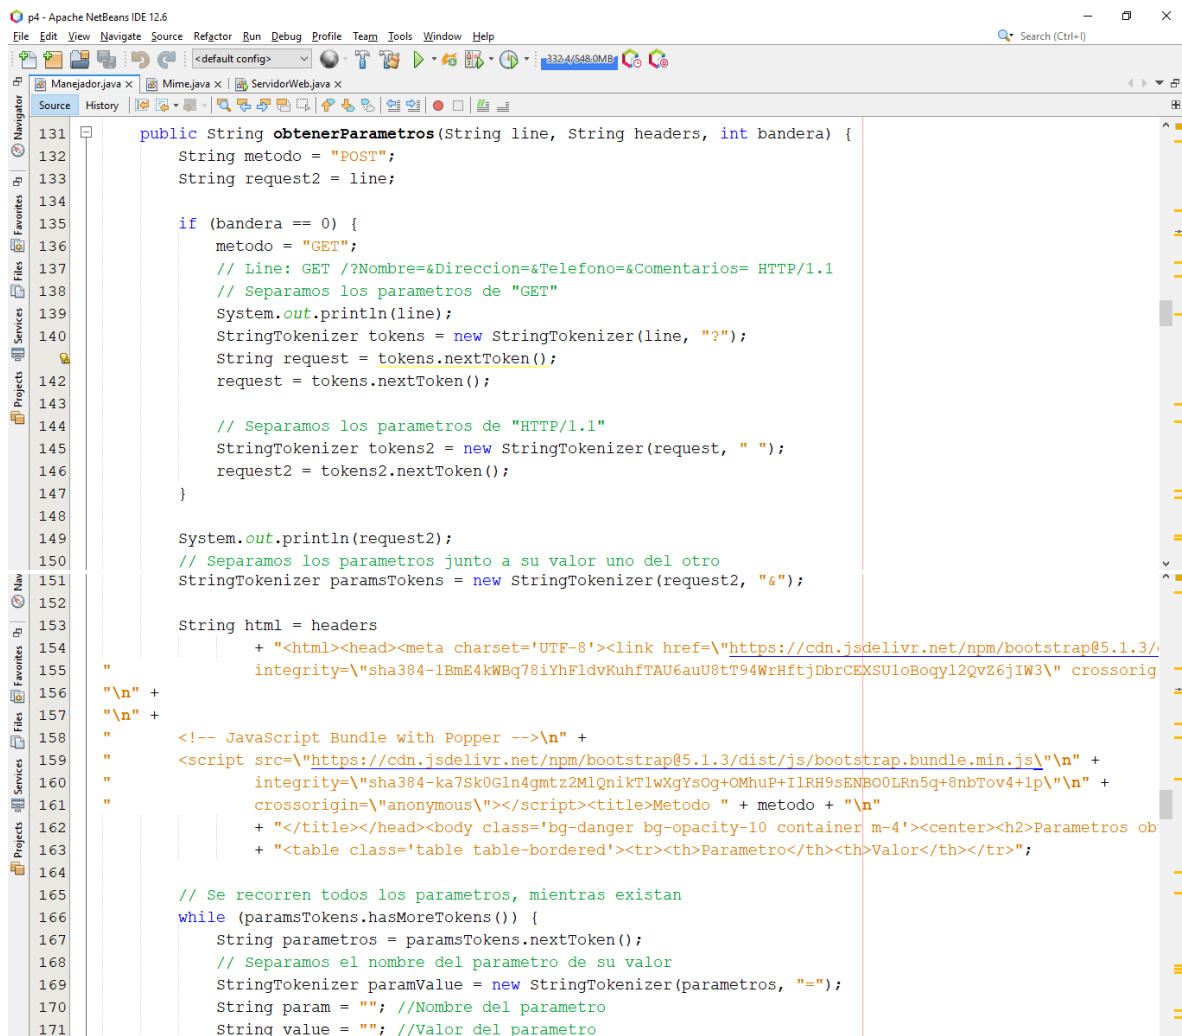 p4 - Apache NetBeans IDE 12.6
File Edit View Navigate Source Refactor Run Debug Profile Team Tools Window Help
Search (Ctrl+I)
<default config>
332.4/548.0MB
Manejador.java Mime.java ServidorWeb.java
Source History
Navigator
Favorites
Files
Services
Projects
131 public String obtenerParametros(String line, String headers, int bandera) {
132 String metodo = "POST";
133 String request2 = line;
134
135 if (bandera == 0) {
136 metodo = "GET";
137 // Line: GET /?Nombre=&Direccion=&Telefono=&Comentarios= HTTP/1.1
138 // Separamos los parametros de "GET"
139 System.out.println(line);
140 StringTokenizer tokens = new StringTokenizer(line, "?");
String request = tokens.nextToken();
142 request = tokens.nextToken();
143
144 // Separamos los parametros de "HTTP/1.1"
145 StringTokenizer tokens2 = new StringTokenizer(request, " ");
146 request2 = tokens2.nextToken();
147 }
148
149 System.out.println(request2);
150 // Separamos los parametros junto a su valor uno del otro
Nav
Favorites
Files
Services
Projects
151 StringTokenizer paramsTokens = new StringTokenizer(request2, "&");
152
153 String html = headers
154 + "<html><head><meta charset='UTF-8'><link href=\"https://cdn.jsdelivr.net/npm/bootstrap@5.1.3/
155 " integrity=\"sha384-1BmE4kWBq78iYhFldvKuhfTAU6auU8tT94WrHftjDbrCEXSU1oBoqyl2QvZ6jIW3\" crossorig
156 "\n" +
157 "\n" +
158 " <!-- JavaScript Bundle with Popper -->\n" +
159 " <script src=\"https://cdn.jsdelivr.net/npm/bootstrap@5.1.3/dist/js/bootstrap.bundle.min.js\"\n" +
160 " integrity=\"sha384-ka7Sk0Gln4gmtz2MlQnikT1wXgYsOg+OMhuP+IlRH9sENBO0LRn5q+8nbTov4+1p\"\n" +
161 " crossorigin=\"anonymous\"></script><title>Metodo " + metodo + "\n"
162 + "</title></head><body class='bg-danger bg-opacity-10 container m-4'><center><h2>Parametros ob
163 + "<table class='table table-bordered'><tr><th>Parametro</th><th>Valor</th></tr>";
164
165 // Se recorren todos los parametros, mientras existan
166 while (paramsTokens.hasMoreTokens()) {
167 String parametros = paramsTokens.nextToken();
168 // Separamos el nombre del parametro de su valor
169 StringTokenizer paramValue = new StringTokenizer(parametros, "=");
170 String param = ""; //Nombre del parametro
171 String value = ""; //Valor del parametro